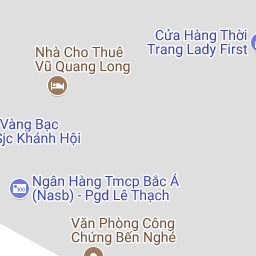 Cửa Hàng Thời
Trang Lady First
Nhà Cho Thuê
Vũ Quang Long
Vàng Bạc
Sjc Khánh Hội
Ngân Hàng Tmcp Bắc Á
(Nasb) - Pgd Lê Thạch
Văn Phòng Công
Chứng Bến Nghé